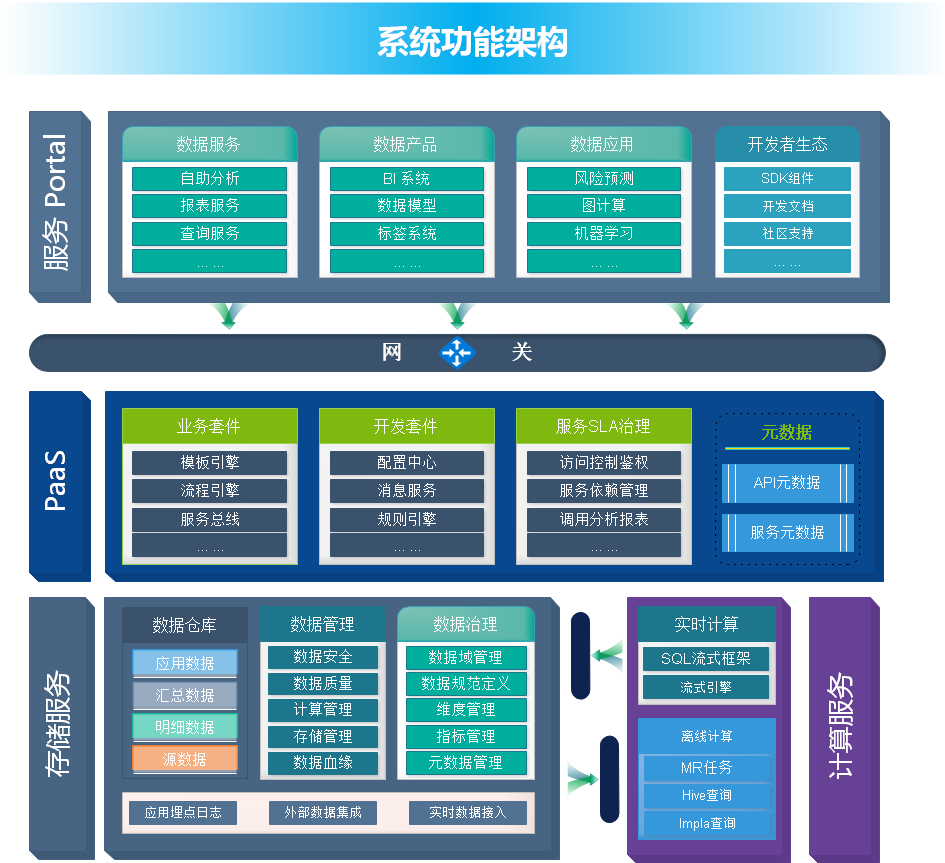 系统功能架构
服务 Portal
数据服务
自助分析
报表服务
查询服务
... ...
数据产品
BI 系统
数据模型
标签系统
... ...
数据应用
风险预测
图计算
机器学习
... ...
开发者生态
SDK组件
开发文档
社区支持
... ...
网 关
PaaS
业务套件
模板引擎
流程引擎
服务总线
... ...
开发套件
配置中心
消息服务
规则引擎
... ...
服务SLA治理
访问控制鉴权
服务依赖管理
调用分析报表
... ...
元数据
API元数据
服务元数据
存储服务
数据仓库
应用数据
汇总数据
明细数据
源数据
数据管理
数据安全
数据质量
计算管理
存储管理
数据血缘
数据治理
数据域管理
数据规范定义
维度管理
指标管理
元数据管理
应用埋点日志
外部数据集成
实时数据接入
实时计算
SQL流式框架
流式引擎
离线计算
MR任务
Hive查询
Impla查询
计算服务